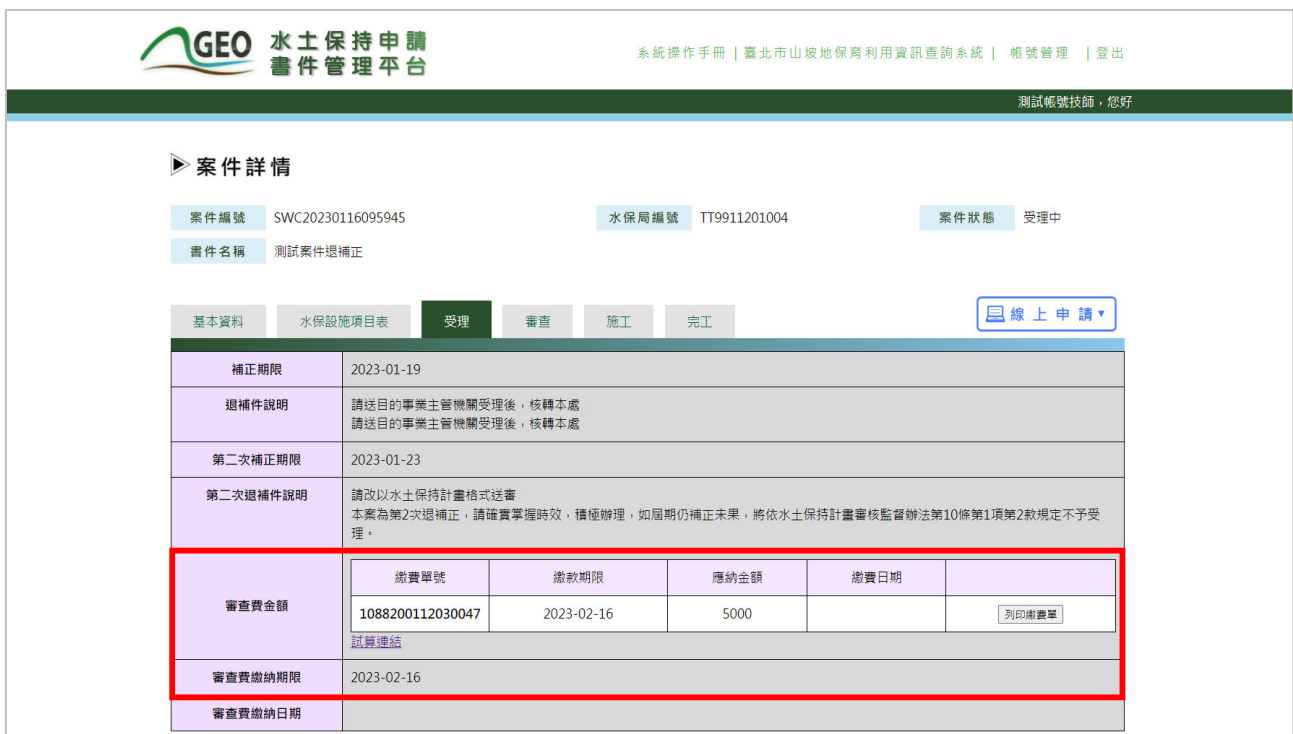 GEO 水土保持申請
書件管理平台
系統操作手冊 | 臺北市山坡地保育利用資訊查詢系統 | 帳號管理 | 登出
測試帳號技師，您好
案件詳情
案件編號 SWC20230116095945 水保局編號 TT9911201004 案件狀態 受理中
書件名稱 測試案件退補正
基本資料 水保設施項目表 受理 審查 施工 完工 線上申請▼
補正期限 2023-01-19
退補件說明 請送目的事業主管機關受理後，核轉本處
請送目的事業主管機關受理後，核轉本處
第二次補正期限 2023-01-23
第二次退補件說明 請改以水土保持計畫格式送審
本案為第2次退補正，請確實掌握時效，積極辦理，如屆期仍補正未果，將依水土保持計畫審核監督辦法第10條第1項第2款規定不予受
理。
審查費金額 繳費單號 繳款期限 應納金額 繳費日期
1088200112030047 2023-02-16 5000 列印繳費單
試算連結
審查費繳納期限 2023-02-16
審查費繳納日期